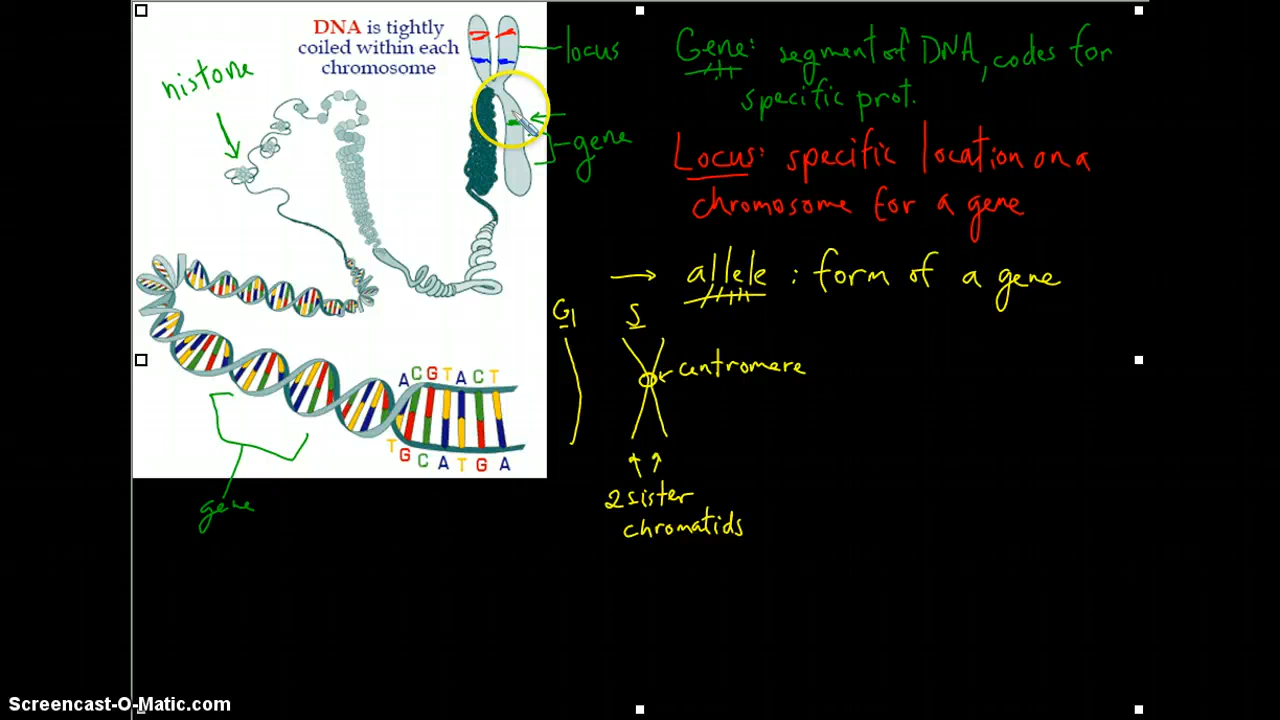 DNA is tightly
coiled within each
chromosome
histone
locus
gene
Gene: segment of DNA, codes for
specific prot.
Locus: specific location on a
chromosome for a gene
→ allele : form of a gene
G1 S
centromere
2 sister
chromatids
ACGTACT
TGCATGA
gene
Screencast-O-Matic.com